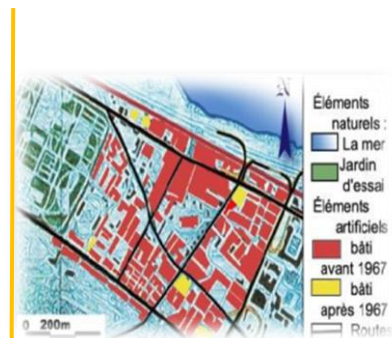 N
Éléments
naturels :
La mer
Jardin
d'essai
Éléments
artificiels
bâti
avant 1967
bâti
après 1967
Routes
0 200m